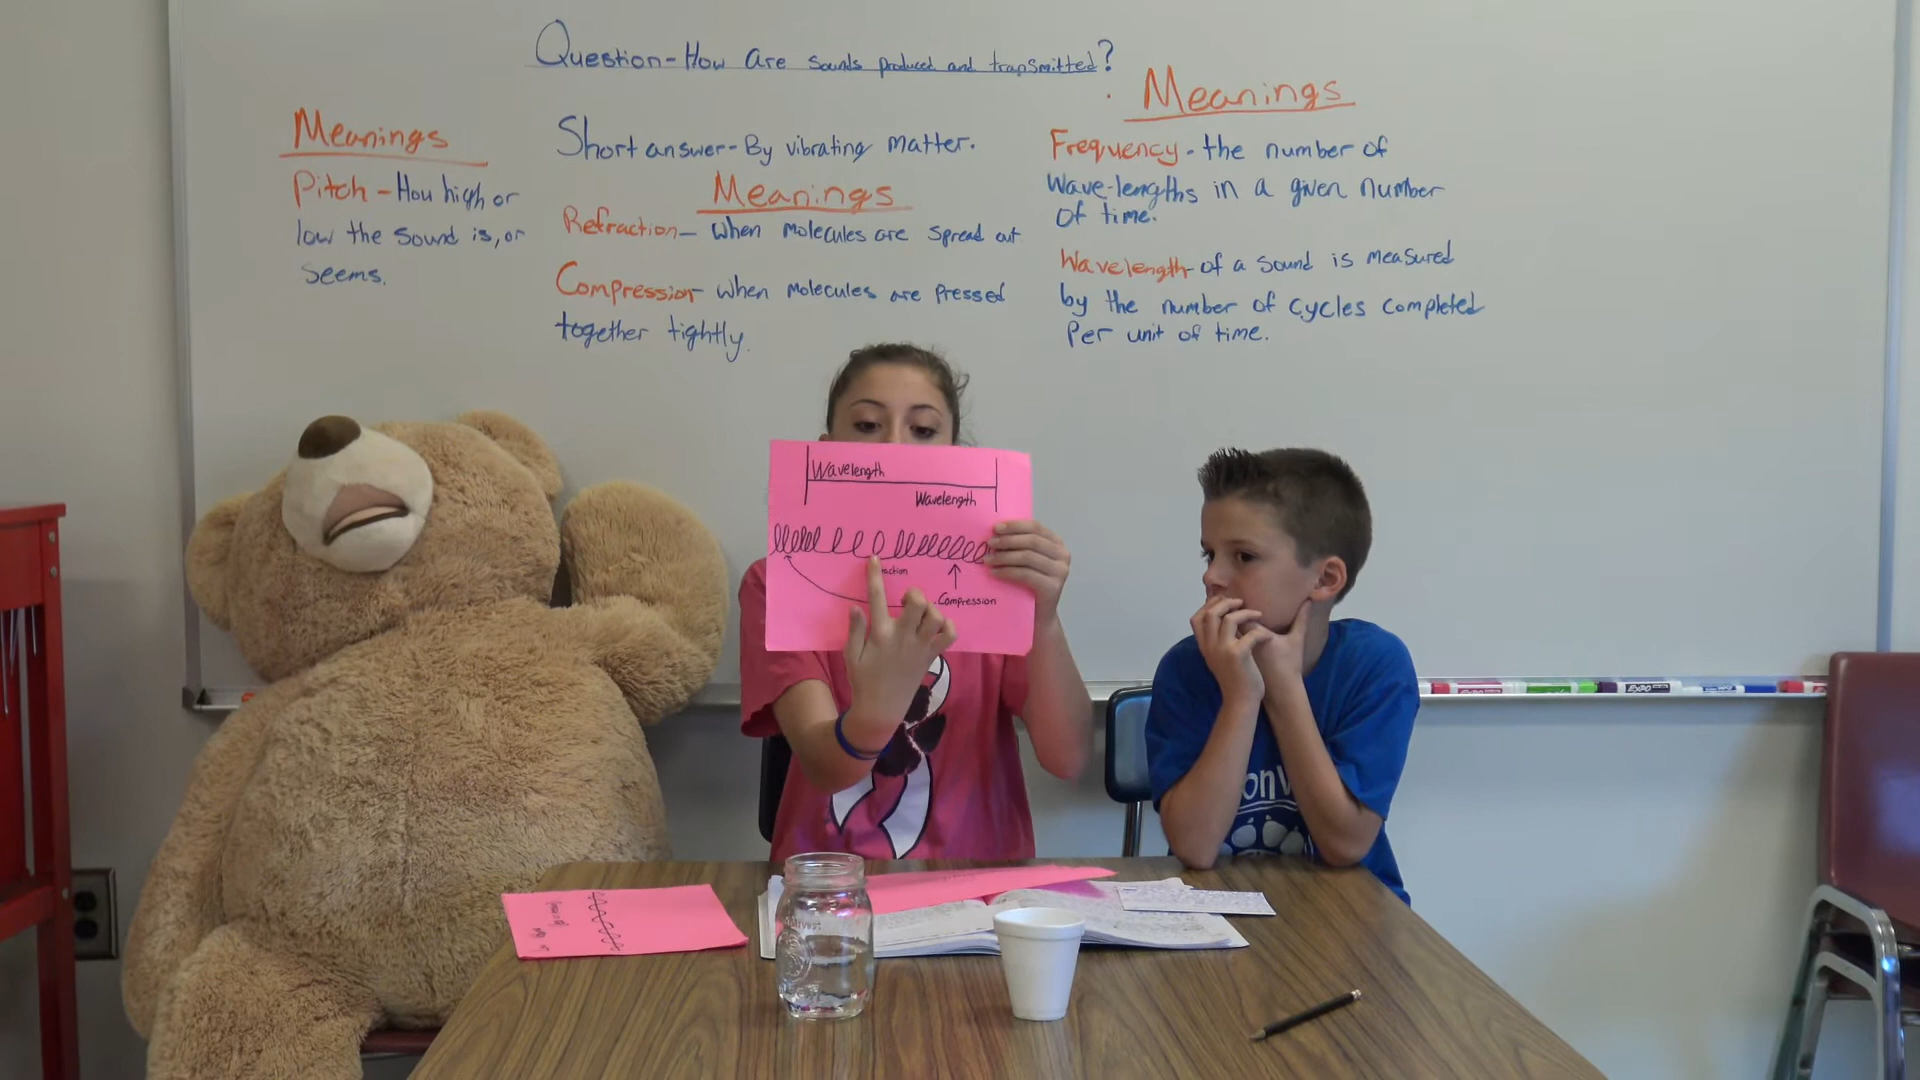 Question - How are sounds produced and transmitted?
Meanings
Pitch - How high or
low the sound is, or
seems.
Short answer - By vibrating matter.
Meanings
Refraction - When molecules are spread out
Compression - when molecules are pressed
together tightly.
Meanings
Frequency - the number of
Wave-lengths in a given number
of time.
Wavelength - of a sound is measured
by the number of cycles completed
Per unit of time.
Wavelength
Wavelength
action
Compression
EXPO